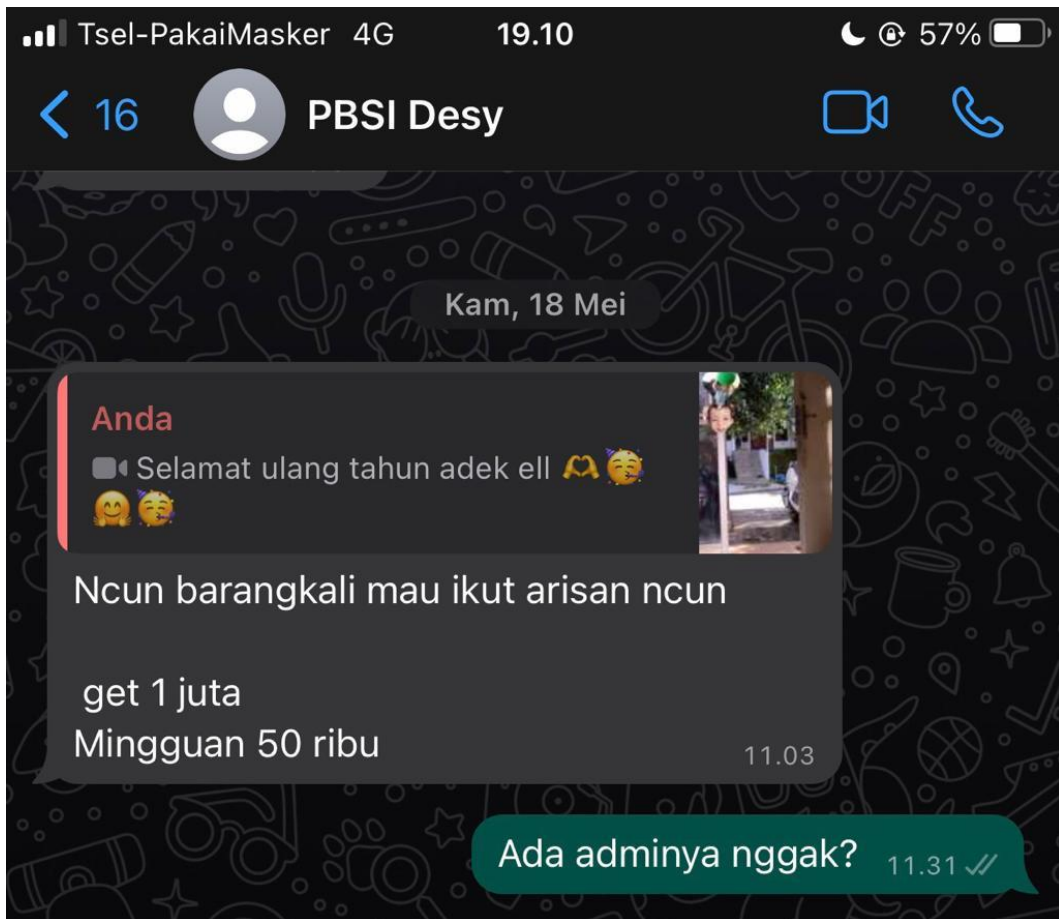 Tsel-PakaiMasker 4G 19.10 57%
16 PBSI Desy
Kam, 18 Mei
Anda
Selamat ulang tahun adek ell 🫶🥳
🤗🥳
Ncun barangkali mau ikut arisan ncun
get 1 juta
Mingguan 50 ribu
11.03
Ada adminya nggak? 11.31